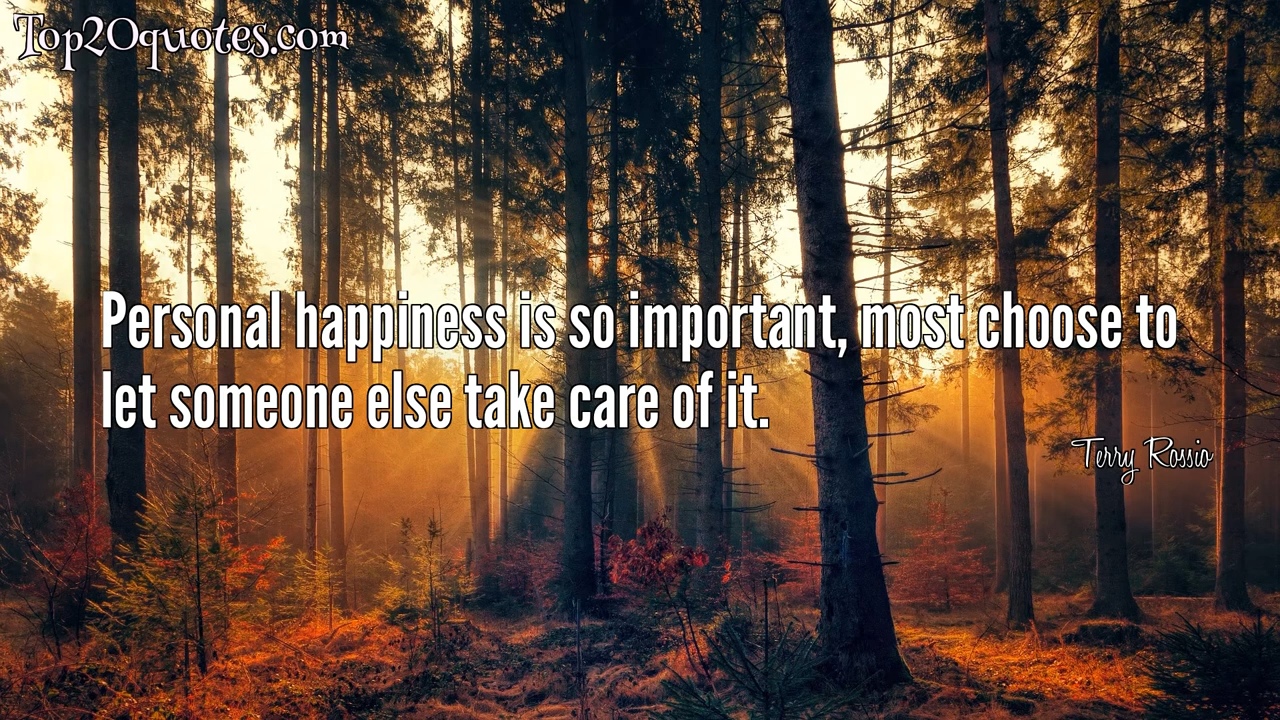 Top20quotes.com
Personal happiness is so important, most choose to
let someone else take care of it.
Terry Rossio